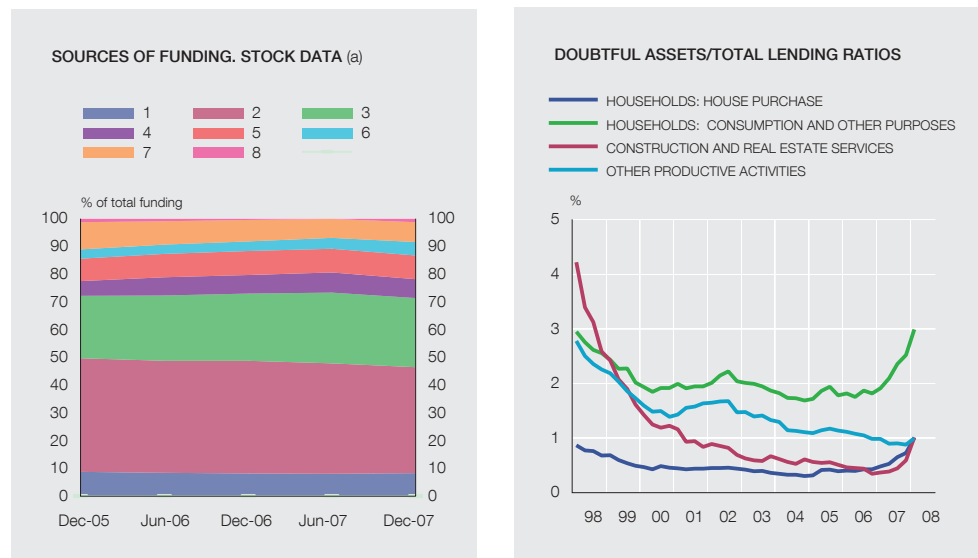 SOURCES OF FUNDING. STOCK DATA (a)
1 2 3
4 5 6
7 8
% of total funding
100 100
90 90
80 80
70 70
60 60
50 50
40 40
30 30
20 20
10 10
0 0
Dec-05 Jun-06 Dec-06 Jun-07 Dec-07
DOUBTFUL ASSETS/TOTAL LENDING RATIOS
HOUSEHOLDS: HOUSE PURCHASE
HOUSEHOLDS: CONSUMPTION AND OTHER PURPOSES
CONSTRUCTION AND REAL ESTATE SERVICES
OTHER PRODUCTIVE ACTIVITIES
%
5
4
3
2
1
0
98 99 00 01 02 03 04 05 06 07 08